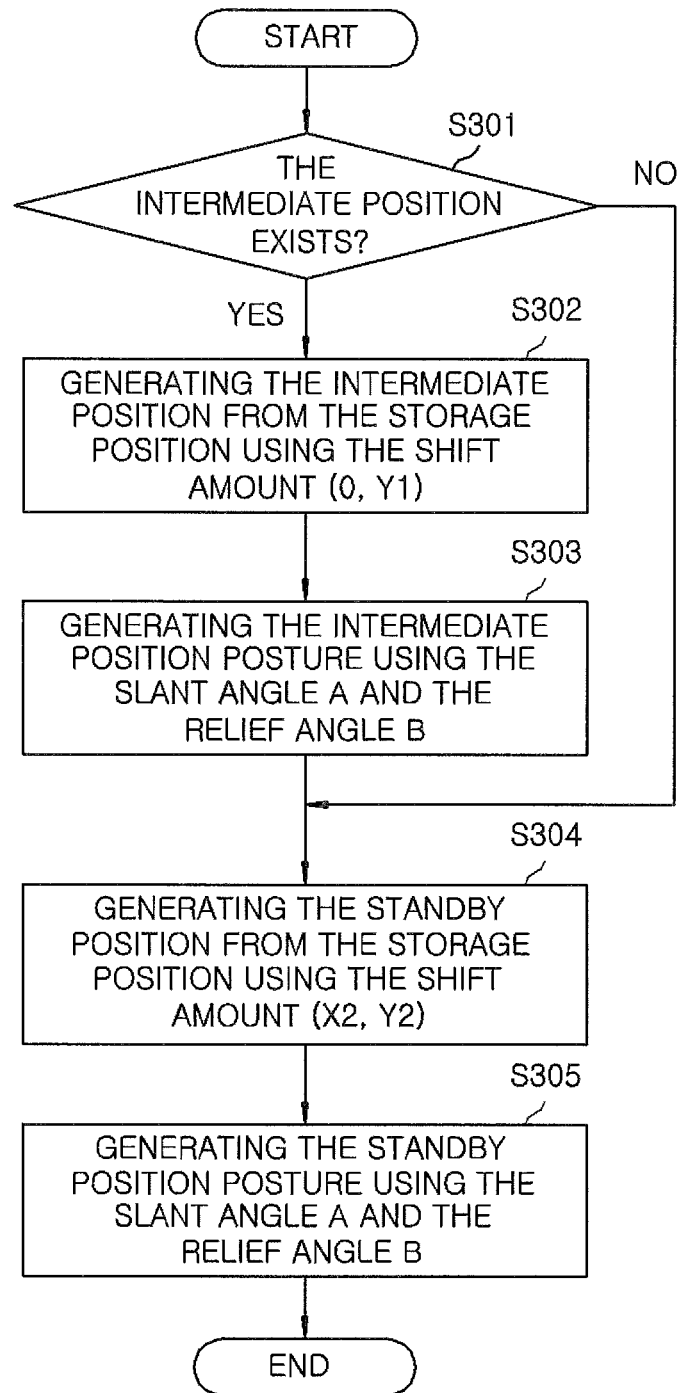 START
S301
THE
INTERMEDIATE POSITION
EXISTS?
NO
YES
S302
GENERATING THE INTERMEDIATE
POSITION FROM THE STORAGE
POSITION USING THE SHIFT
AMOUNT (0, Y1)
S303
GENERATING THE INTERMEDIATE
POSITION POSTURE USING THE
SLANT ANGLE A AND THE
RELIEF ANGLE B
S304
GENERATING THE STANDBY
POSITION FROM THE STORAGE
POSITION USING THE SHIFT
AMOUNT (X2, Y2)
S305
GENERATING THE STANDBY
POSITION POSTURE USING THE
SLANT ANGLE A AND THE
RELIEF ANGLE B
END